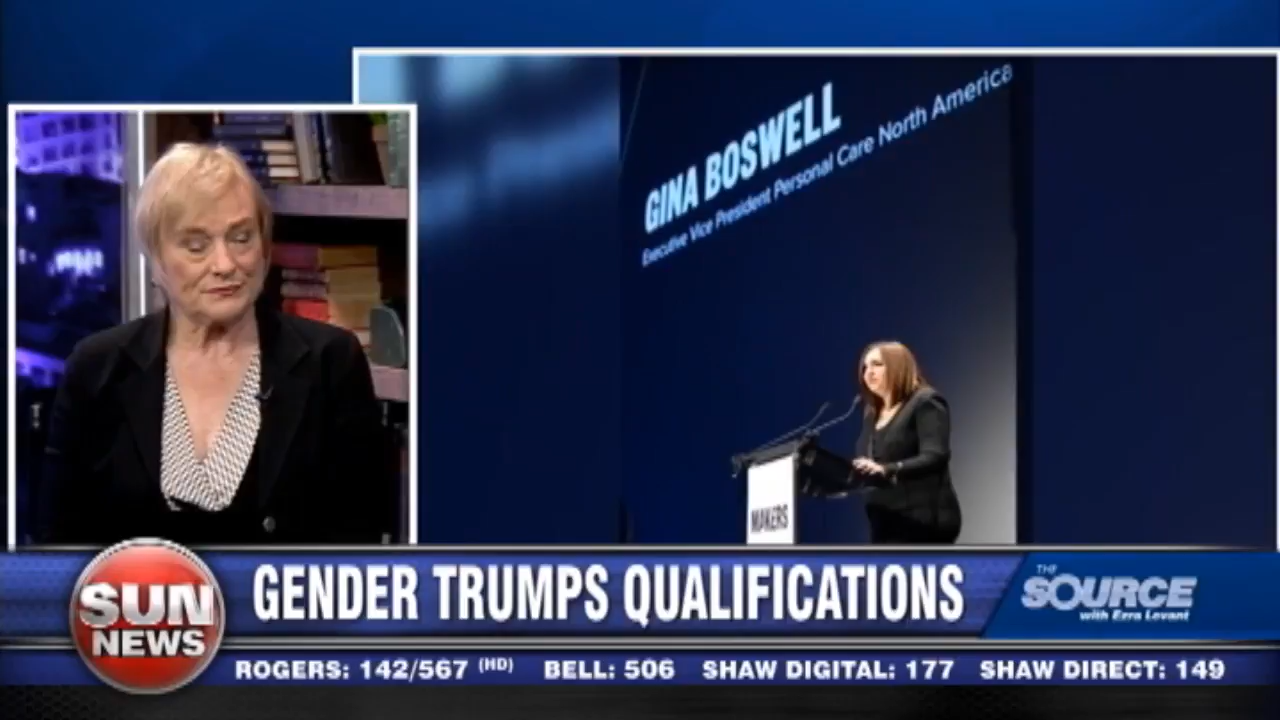 GINA BOSWELL
Executive Vice President Personal Care North America
MAKERS
SUN
NEWS
GENDER TRUMPS QUALIFICATIONS
THE
SOURCE
with Ezra Levant
ROGERS: 142/567 (HD) BELL: 506 SHAW DIGITAL: 177 SHAW DIRECT: 149